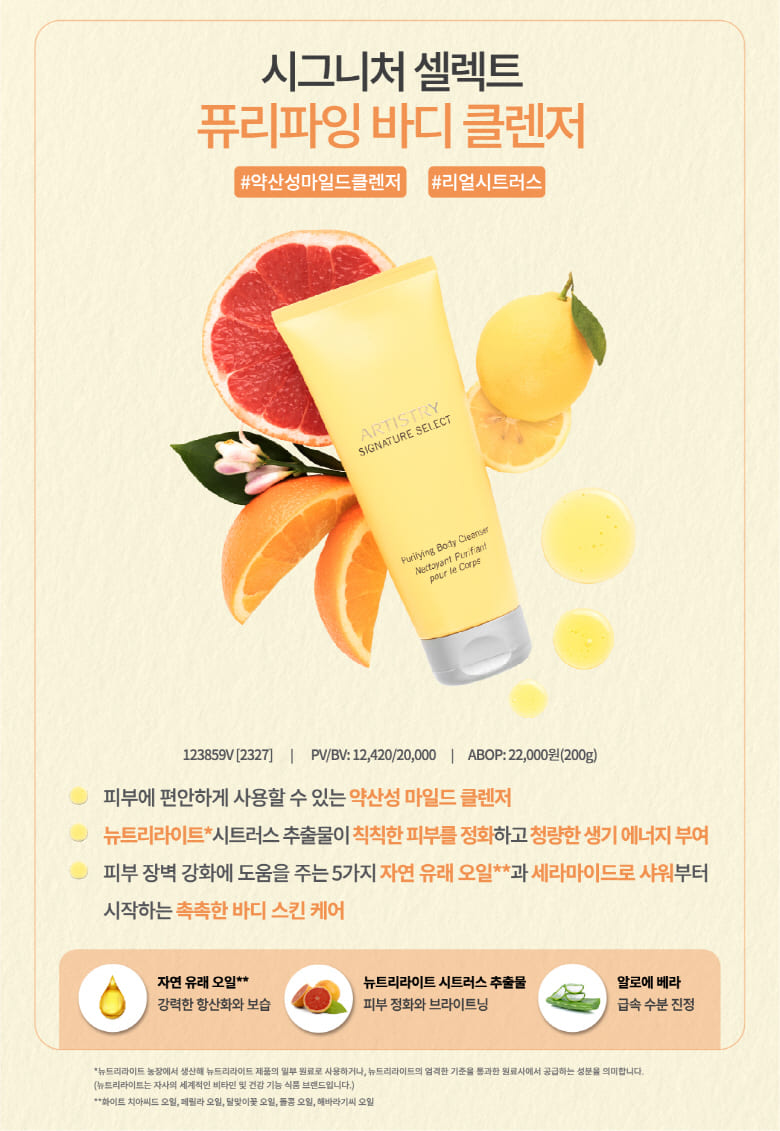 시그니처 셀렉트
퓨리파잉 바디 클렌저
#약산성마일드클렌저 #리얼시트러스
ARTISTRY
SIGNATURE SELECT
Purifying Body Cleanser
Nettoyant Purifiant
pour le Corps
123859V [2327] | PV/BV: 12,420/20,000 | ABOP: 22,000원(200g)
피부에 편안하게 사용할 수 있는 약산성 마일드 클렌저
뉴트리라이트*시트러스 추출물이 칙칙한 피부를 정화하고 청량한 생기 에너지 부여
피부 장벽 강화에 도움을 주는 5가지 자연 유래 오일**과 세라마이드로 샤워부터
시작하는 촉촉한 바디 스킨 케어
자연 유래 오일**
강력한 항산화와 보습
뉴트리라이트 시트러스 추출물
피부 정화와 브라이트닝
알로에 베라
급속 수분 진정
*뉴트리라이트 농장에서 생산해 뉴트리라이트 제품의 일부 원료로 사용하거나, 뉴트리라이트의 엄격한 기준을 통과한 원료사에서 공급하는 성분을 의미합니다.
(뉴트리라이트는 자사의 세계적인 비타민 및 건강 기능 식품 브랜드입니다.)
**화이트 치아씨드 오일, 페릴라 오일, 달맞이꽃 오일, 돌콩 오일, 해바라기씨 오일